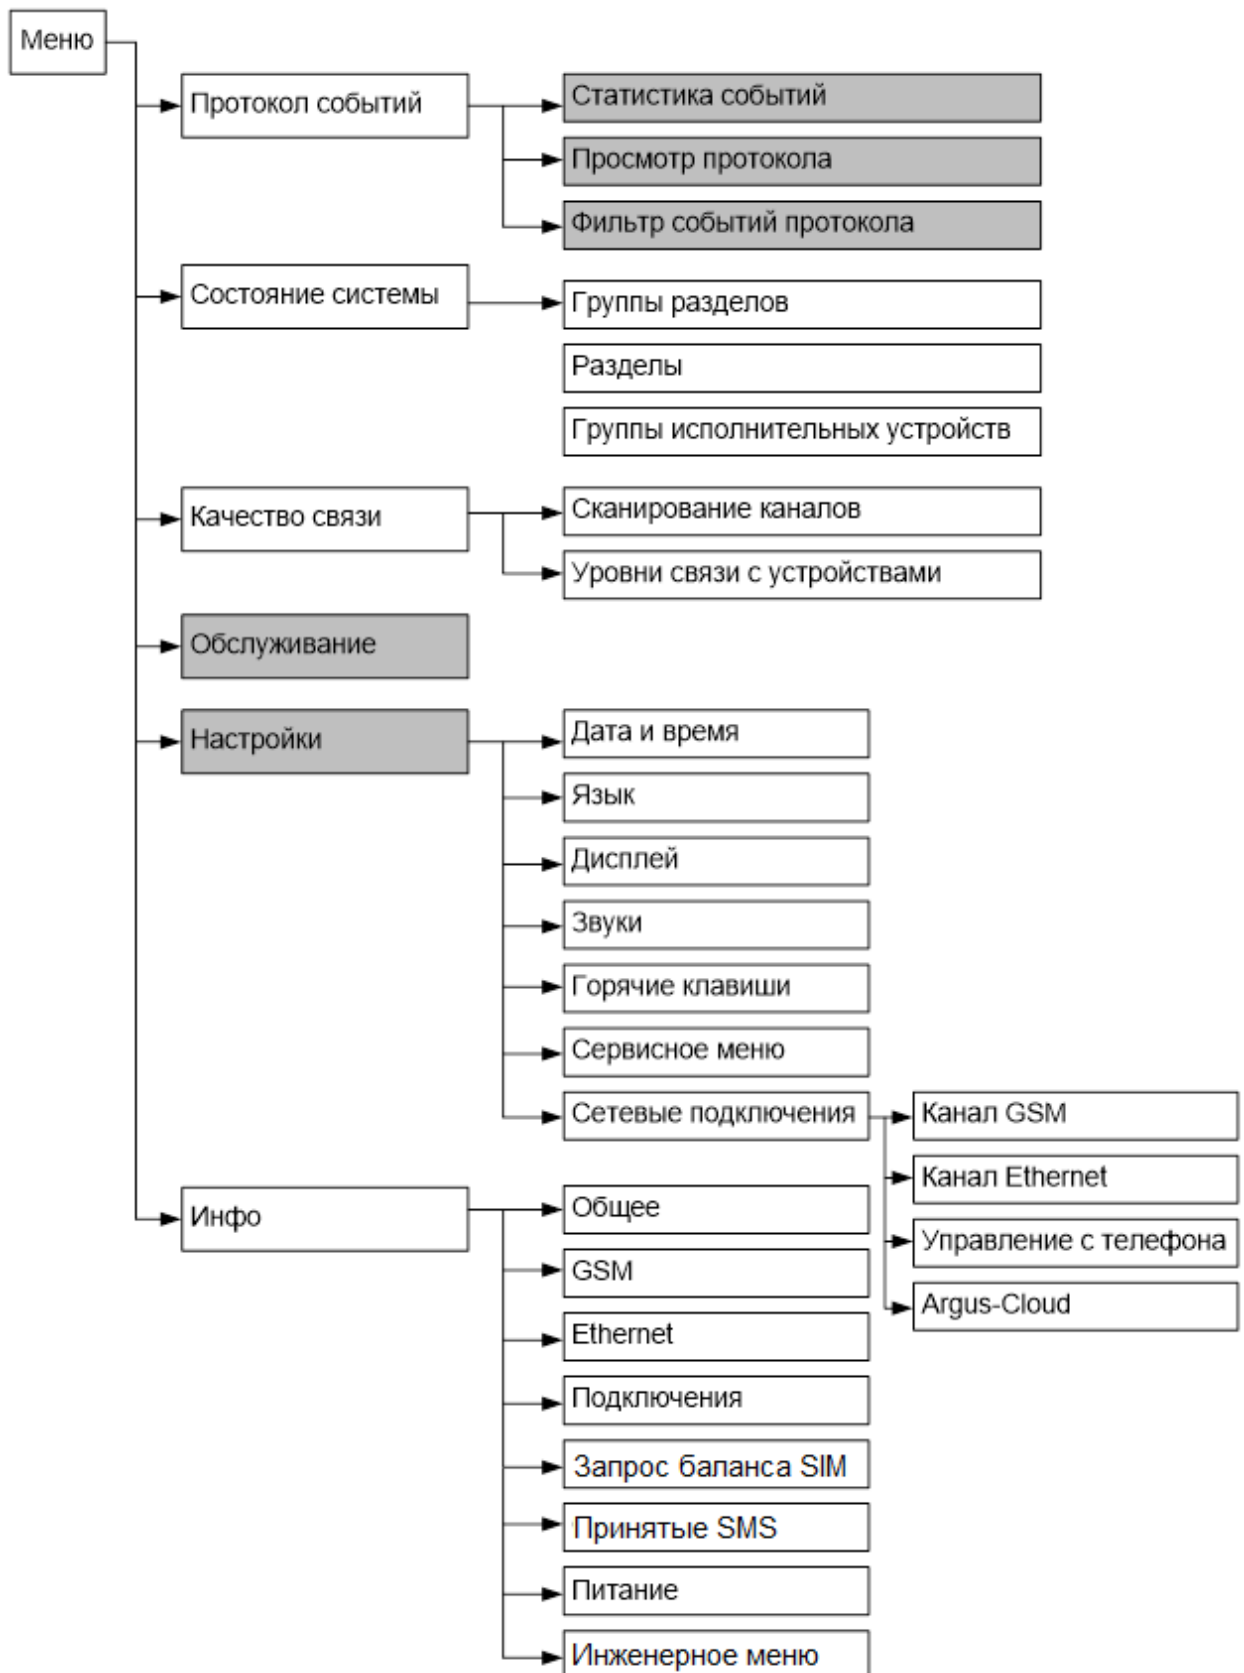 Меню
Протокол событий
Статистика событий
Просмотр протокола
Фильтр событий протокола
Состояние системы
Группы разделов
Разделы
Группы исполнительных устройств
Качество связи
Сканирование каналов
Уровни связи с устройствами
Обслуживание
Настройки
Дата и время
Язык
Дисплей
Звуки
Горячие клавиши
Сервисное меню
Сетевые подключения
Канал GSM
Канал Ethernet
Управление с телефона
Argus-Cloud
Инфо
Общее
GSM
Ethernet
Подключения
Запрос баланса SIM
Принятые SMS
Питание
Инженерное меню